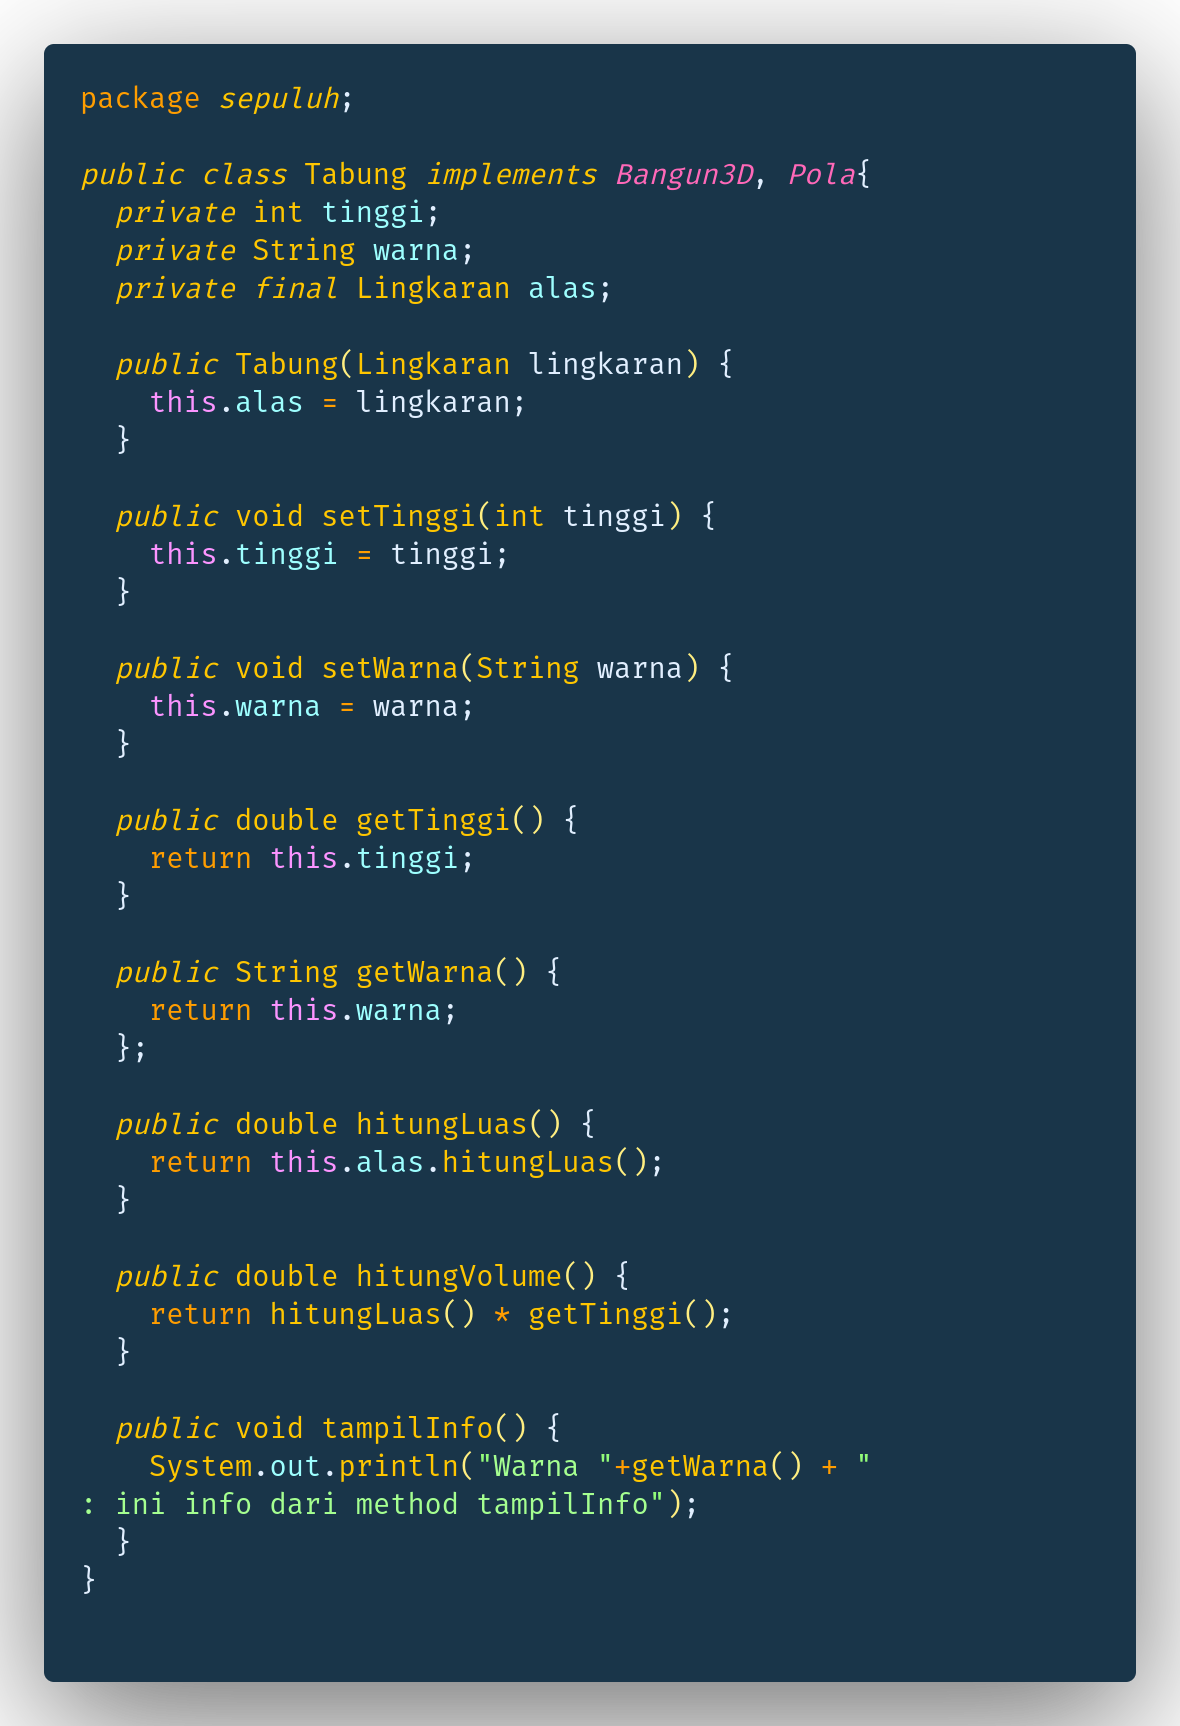 package sepuluh;

public class Tabung implements Bangun3D, Pola{
  private int tinggi;
  private String warna;
  private final Lingkaran alas;

  public Tabung(Lingkaran lingkaran) {
    this.alas = lingkaran;
  }

  public void setTinggi(int tinggi) {
    this.tinggi = tinggi;
  }

  public void setWarna(String warna) {
    this.warna = warna;
  }

  public double getTinggi() {
    return this.tinggi;
  }

  public String getWarna() {
    return this.warna;
  };

  public double hitungLuas() {
    return this.alas.hitungLuas();
  }

  public double hitungVolume() {
    return hitungLuas() * getTinggi();
  }

  public void tampilInfo() {
    System.out.println("Warna "+getWarna() + "
: ini info dari method tampilInfo");
  }
}